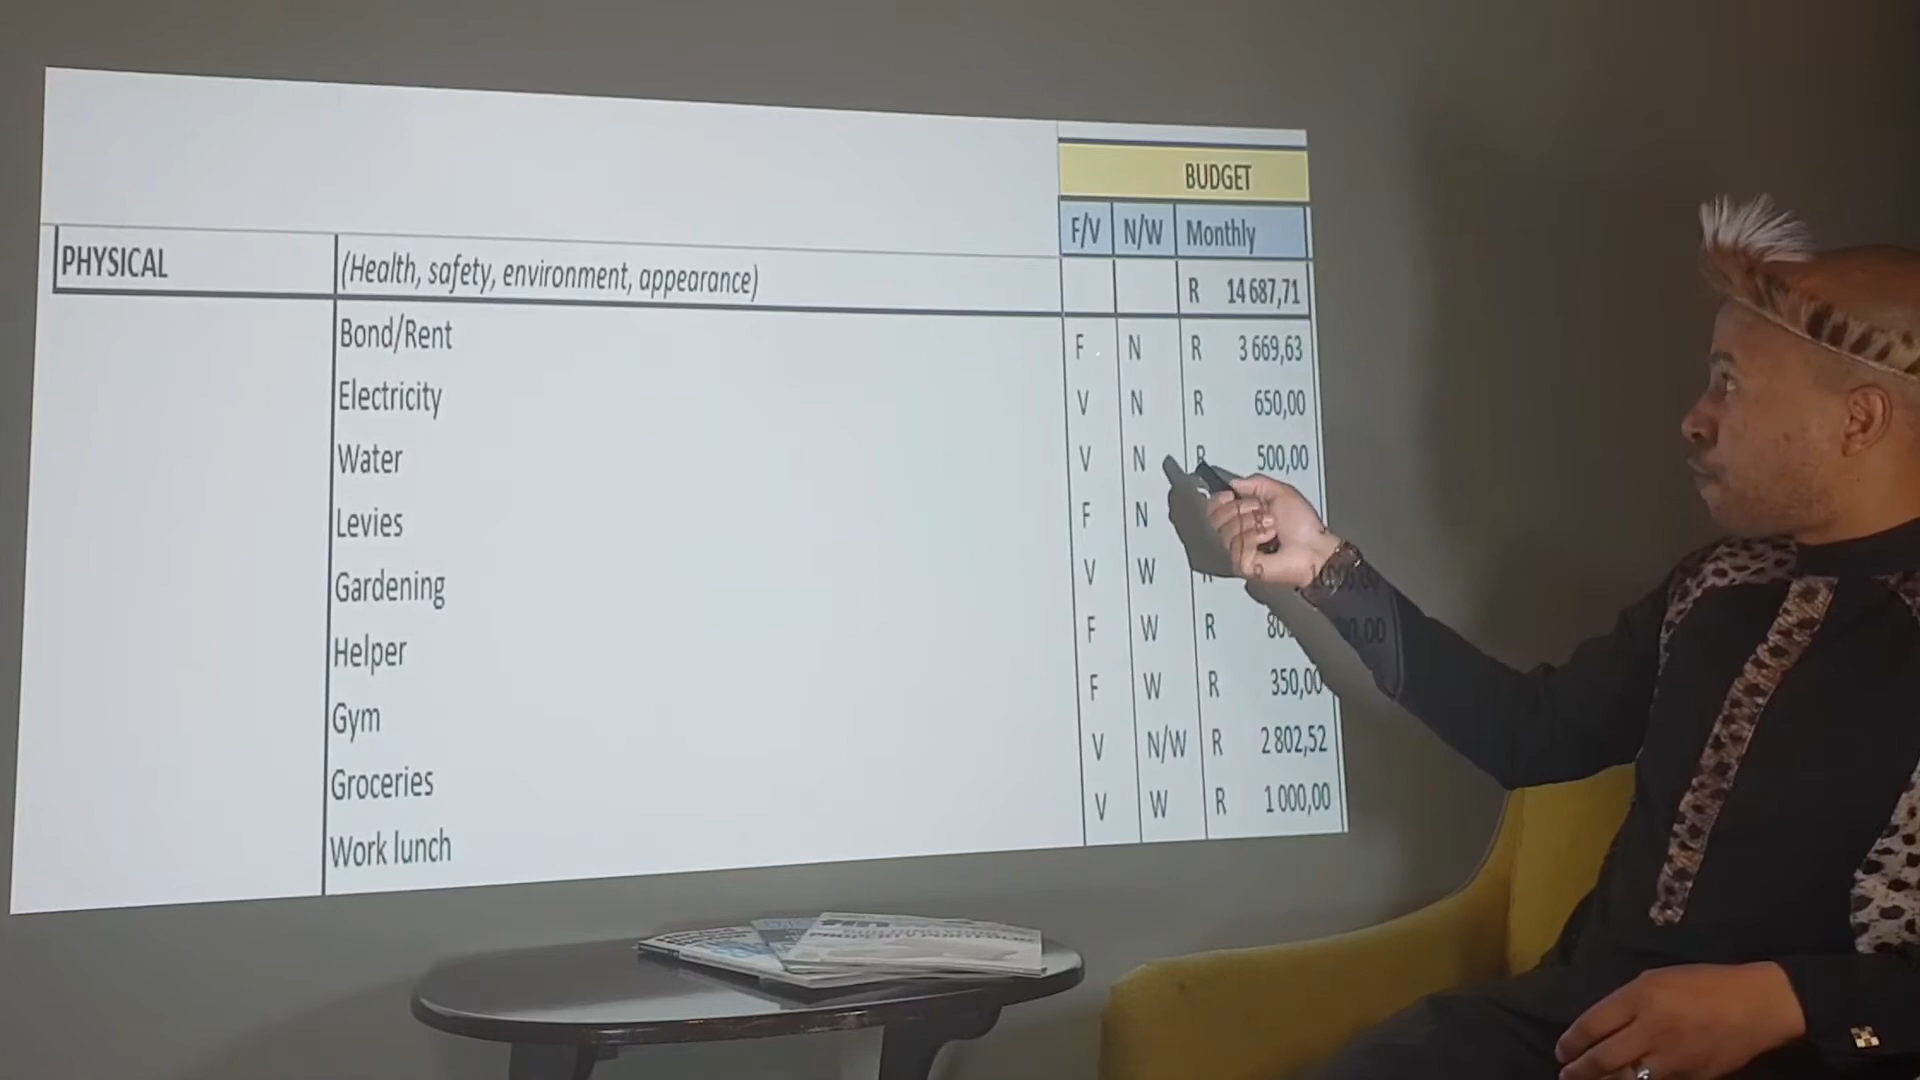 BUDGET
F/V N/W Monthly
PHYSICAL (Health, safety, environment, appearance) R 14 687,71
Bond/Rent F N R 3 669,63
Electricity V N R 650,00
Water V N R 500,00
Levies F N
Gardening V W R
Helper F W R
Gym F W R 350,00
Groceries V N/W R 2 802,52
Work lunch V W R 1 000,00